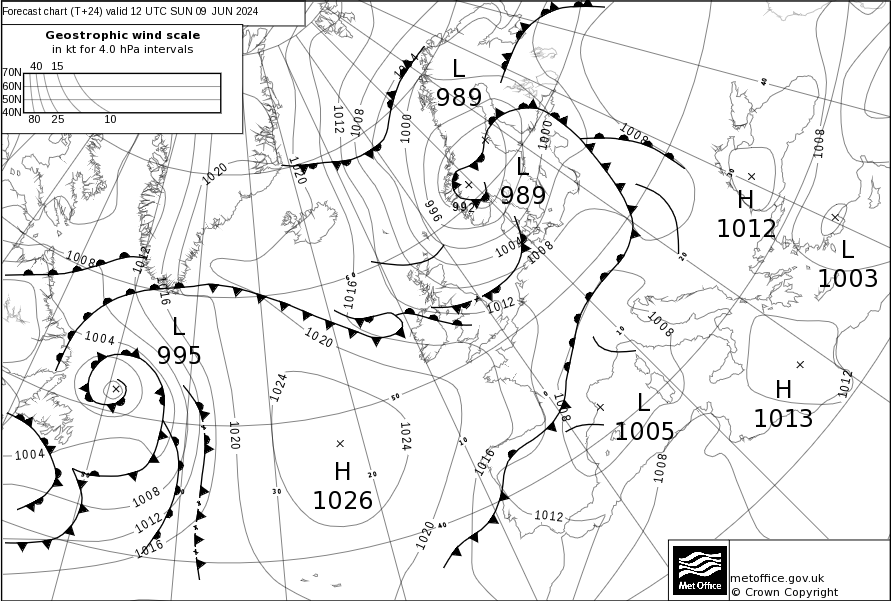 Forecast chart (T+24) valid 12 UTC SUN 09 JUN 2024
Geostrophic wind scale
in kt for 4.0 hPa intervals
40 15
70N
60N
50N
40N
80 25 10
L
989
1004
1012
1008
1000
1000
1008
1008
40
1020
1020
L
989
996
992
50
H
1012
L
1003
1004
1008
20
1008
1012
1016
60
1016
1012
1020
L
995
1004
10
1008
H
1013
1012
1024
50
0
1008
L
1005
1020
1024
10
H
1026
20
30
1016
1008
1004
1008
1012
1016
40
1020
1012
Met Office
metoffice.gov.uk
© Crown Copyright